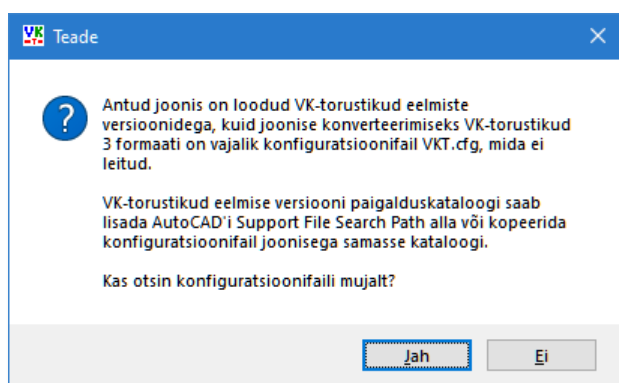 VK
-T-
Teade
Antud joonis on loodud VK-torustikud eelmiste
versioonidega, kuid joonise konverteerimiseks VK-torustikud
3 formaati on vajalik konfiguratsioonifail VKT.cfg, mida ei
leitud.
VK-torustikud eelmise versiooni paigalduskataloogi saab
lisada AutoCAD'i Support File Search Path alla või kopeerida
konfiguratsioonifail joonisega samasse kataloogi.
Kas otsin konfiguratsioonifaili mujalt?
Jah
Ei